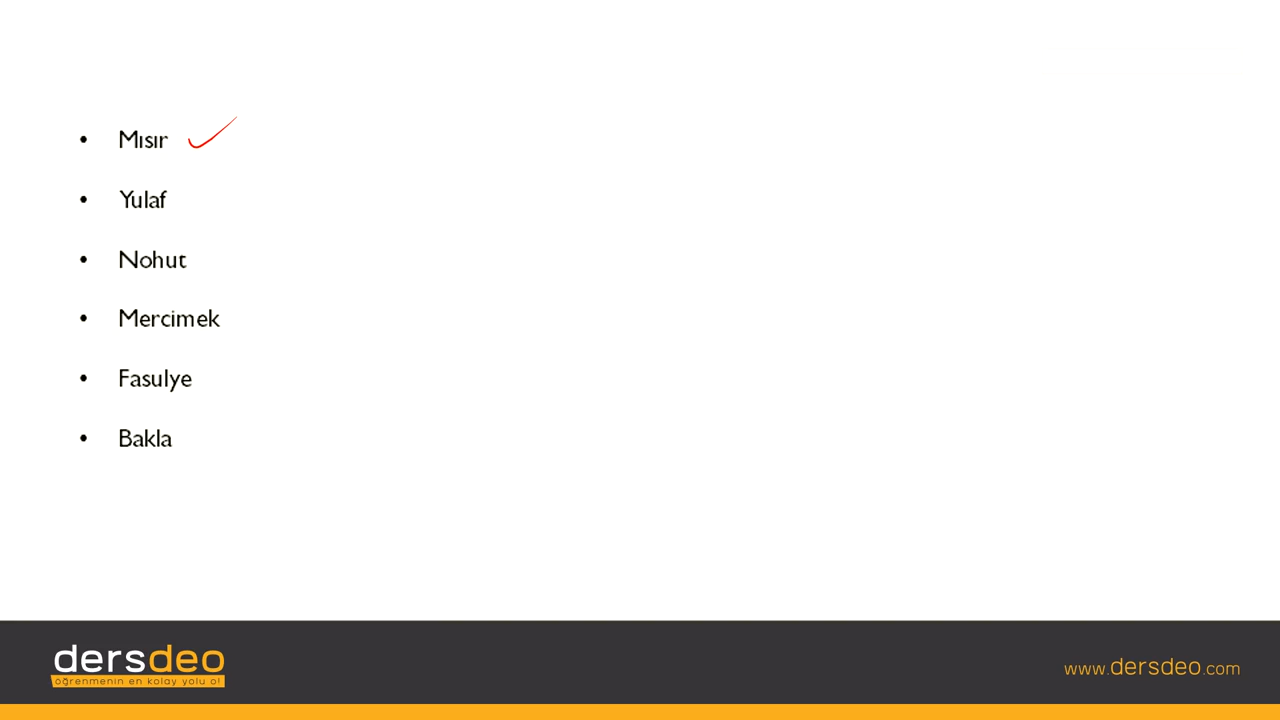 • Mısır
• Yulaf
• Nohut
• Mercimek
• Fasulye
• Bakla
dersdeo
öğrenmenin en kolay yolu o!
www.dersdeo.com